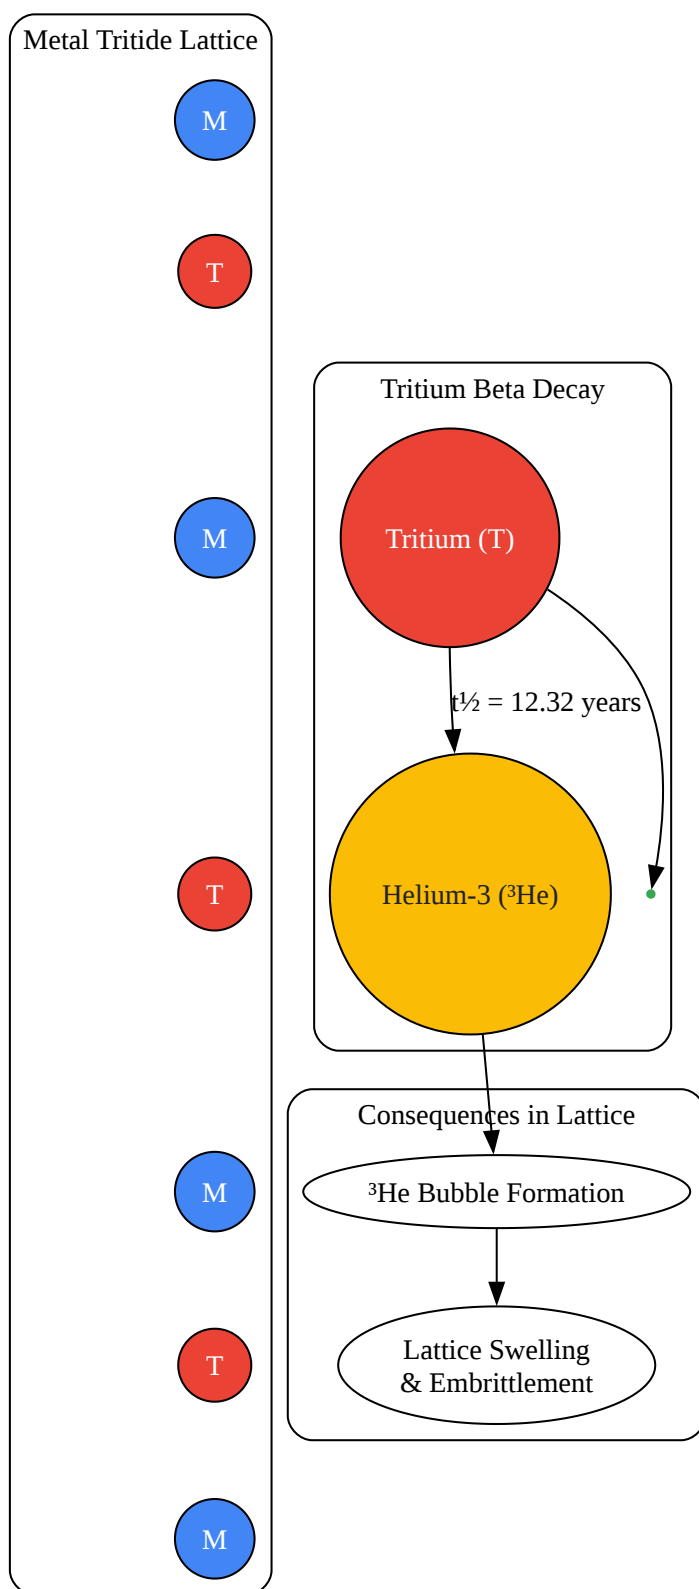 Metal Tritide Lattice
M
T
M
T
M
T
M
Tritium Beta Decay
Tritium (T)
t½ = 12.32 years
Helium-3 (³He)
Consequences in Lattice
³He Bubble Formation
Lattice Swelling
& Embrittlement